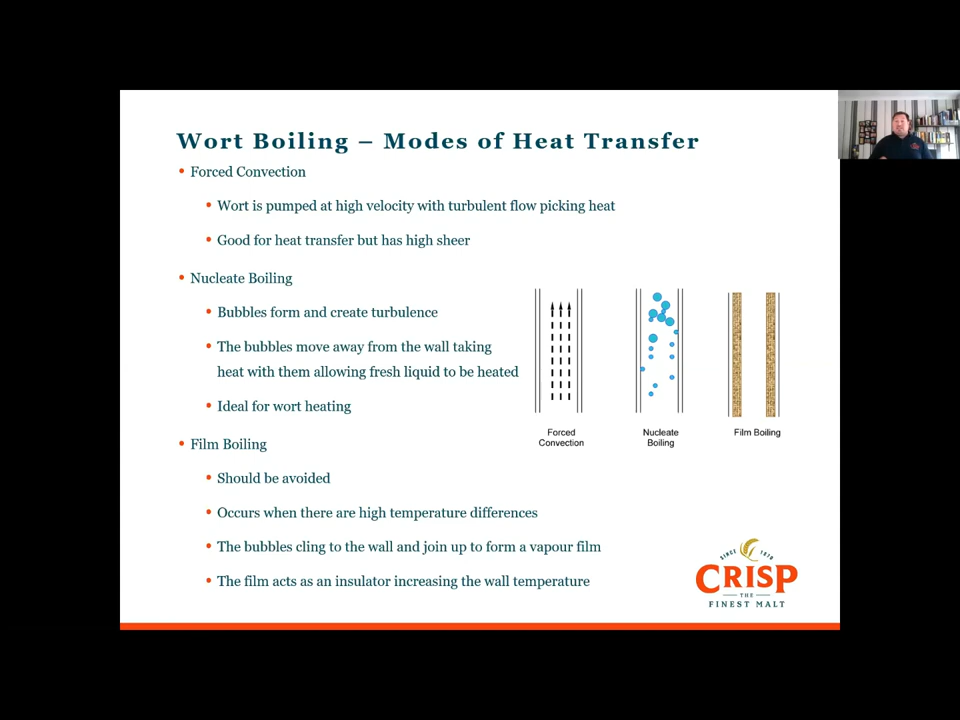 Wort Boiling – Modes of Heat Transfer
• Forced Convection
• Wort is pumped at high velocity with turbulent flow picking heat
• Good for heat transfer but has high sheer
• Nucleate Boiling
• Bubbles form and create turbulence
• The bubbles move away from the wall taking
heat with them allowing fresh liquid to be heated
• Ideal for wort heating
• Film Boiling
• Should be avoided
• Occurs when there are high temperature differences
• The bubbles cling to the wall and join up to form a vapour film
• The film acts as an insulator increasing the wall temperature
Forced
Convection
Nucleate
Boiling
Film Boiling
SINCE 1870
CRISP
THE
FINEST MALT